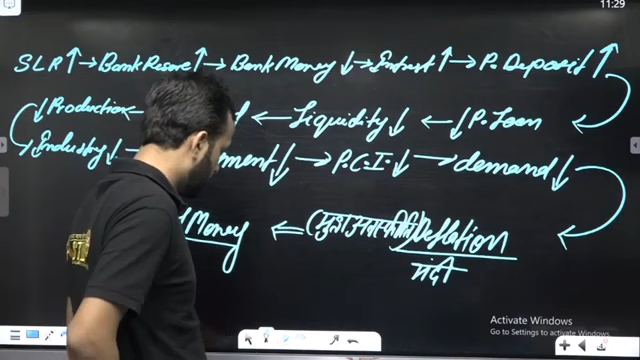 11:29
SLR ↑ → Bank Reserve ↑ → Bank Money ↓ → Intrest ↑ → P. Deposit ↑
↓ Production ← ← Liquidity ↓ ← ↓ P. Loan
Industry ↓ → ment ↓ → P.C.I. ↓ → demand ↓
Money ⇐ Deflation
मंदी
Activate Windows
Go to Settings to activate Windows.